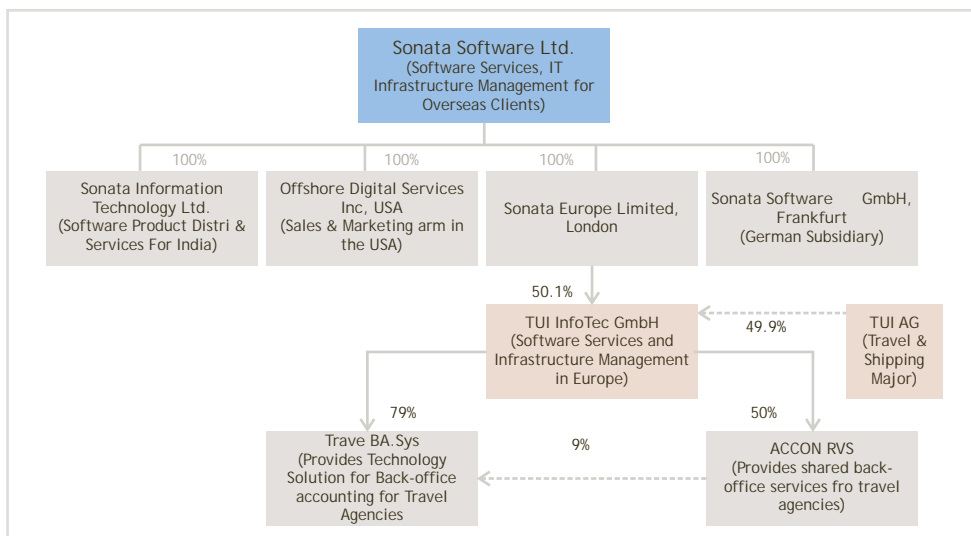 Sonata Software Ltd.
(Software Services, IT
Infrastructure Management for
Overseas Clients)
100%
100%
100%
100%
Sonata Information
Technology Ltd.
(Software Product Distri &
Services For India)
Offshore Digital Services
Inc, USA
(Sales & Marketing arm in
the USA)
Sonata Europe Limited,
London
Sonata Software GmbH,
Frankfurt
(German Subsidiary)
50.1%
TUI InfoTec GmbH
(Software Services and
Infrastructure Management
in Europe)
49.9%
TUI AG
(Travel &
Shipping
Major)
79%
50%
Trave BA.Sys
(Provides Technology
Solution for Back-office
accounting for Travel
Agencies
9%
ACCON RVS
(Provides shared back-
office services fro travel
agencies)